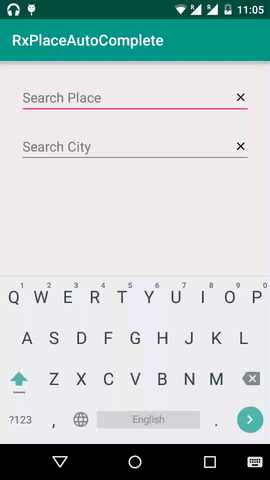 11:05
RxPlaceAutoComplete
Search Place
Search City
1 2 3 4 5 6 7 8 9 0
Q W E R T Y U I O P
A S D F G H J K L
Z X C V B N M
?123 , English .